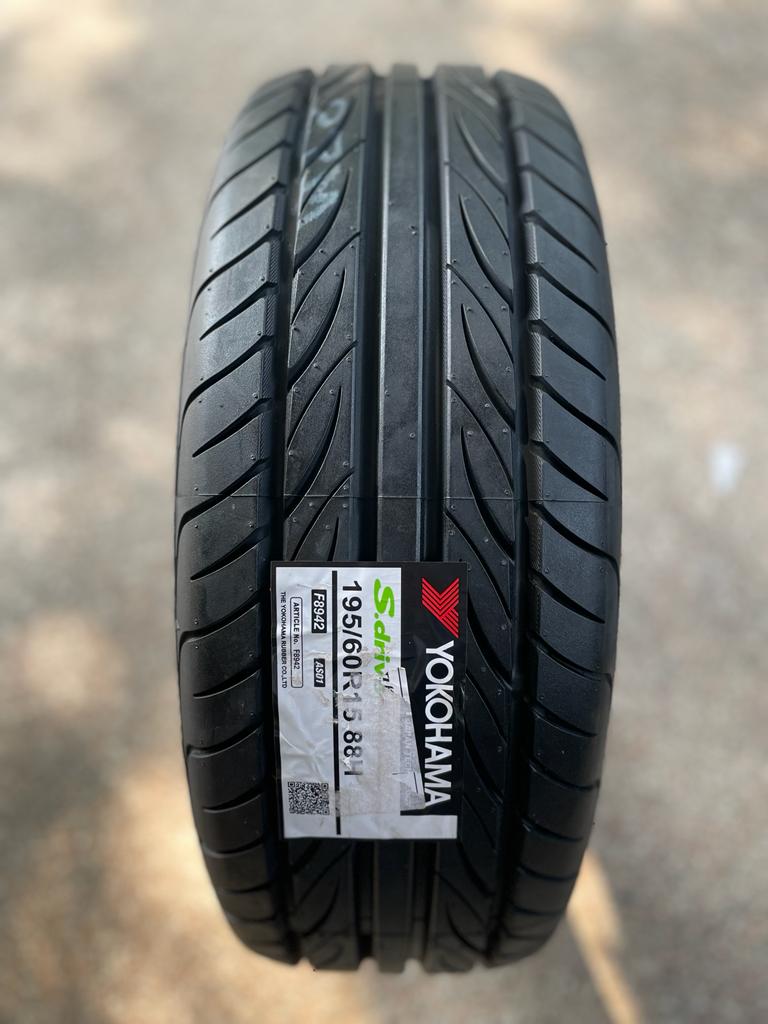 YOKOHAMA
S.drive
195/60R15 88H
F8942
AS01
ARTICLE No. F8942
THE YOKOHAMA RUBBER CO.,LTD